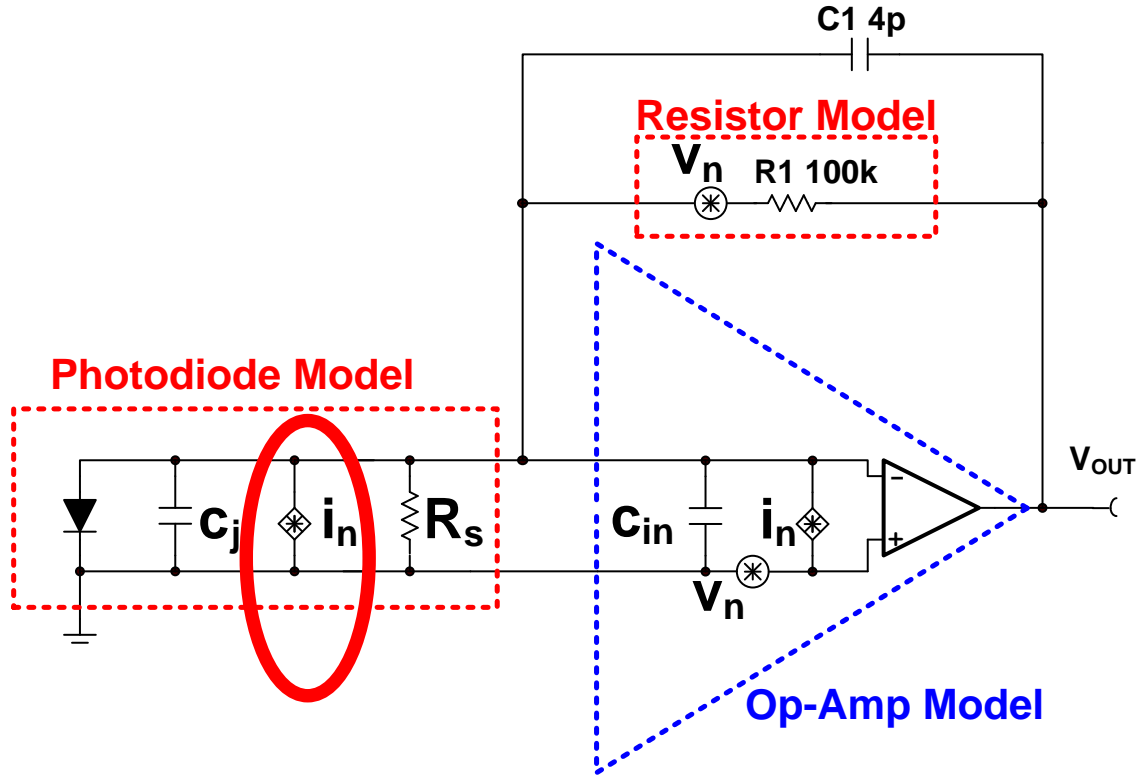 C1 4p
Resistor Model
vn
R1 100k
Photodiode Model
VOUT
cj
in
Rs
cin
in
-
+
vn
Op-Amp Model